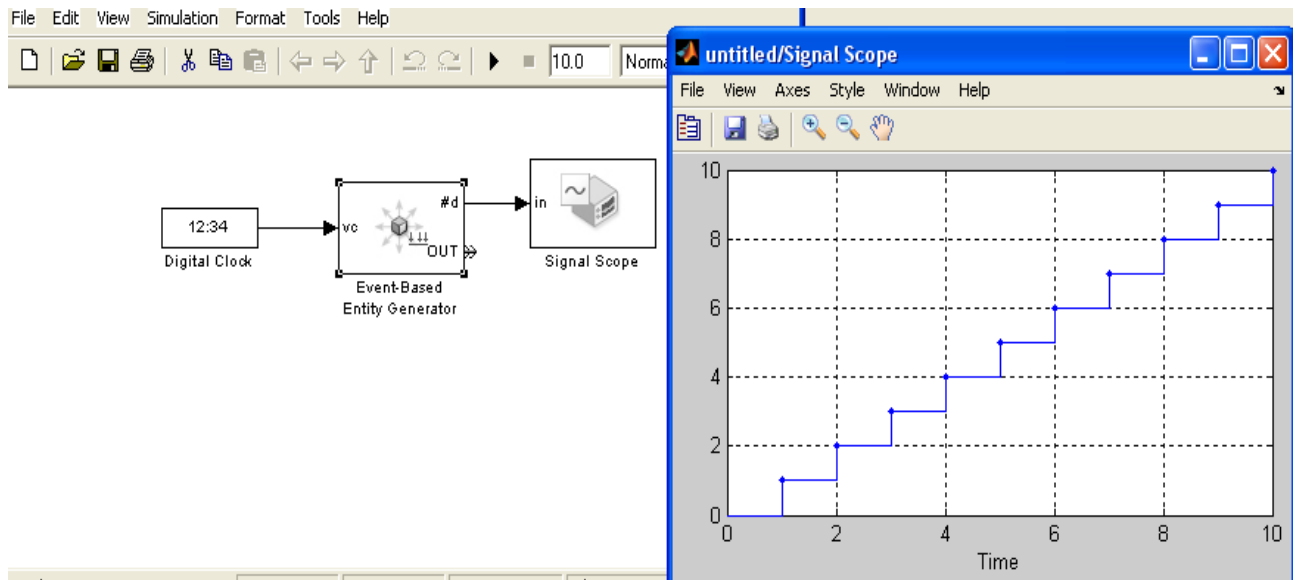 File Edit View Simulation Format Tools Help
10.0
untitled/Signal Scope
File View Axes Style Window Help
#d
in
12:34
vc
OUT
Digital Clock
Signal Scope
Event-Based
Entity Generator
10
8
6
4
2
0
0 2 4 6 8 10
Time